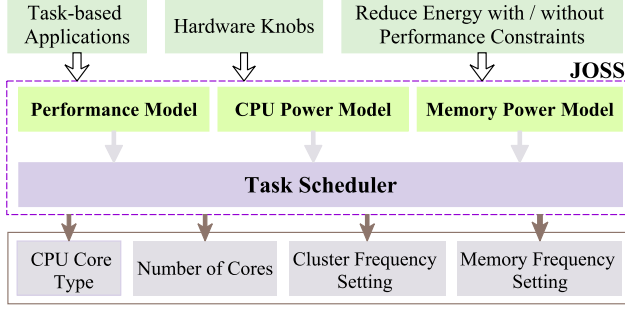 Task-based
Applications
Hardware Knobs
Reduce Energy with / without
Performance Constraints
JOSS
Performance Model
CPU Power Model
Memory Power Model
Task Scheduler
CPU Core
Type
Number of Cores
Cluster Frequency
Setting
Memory Frequency
Setting